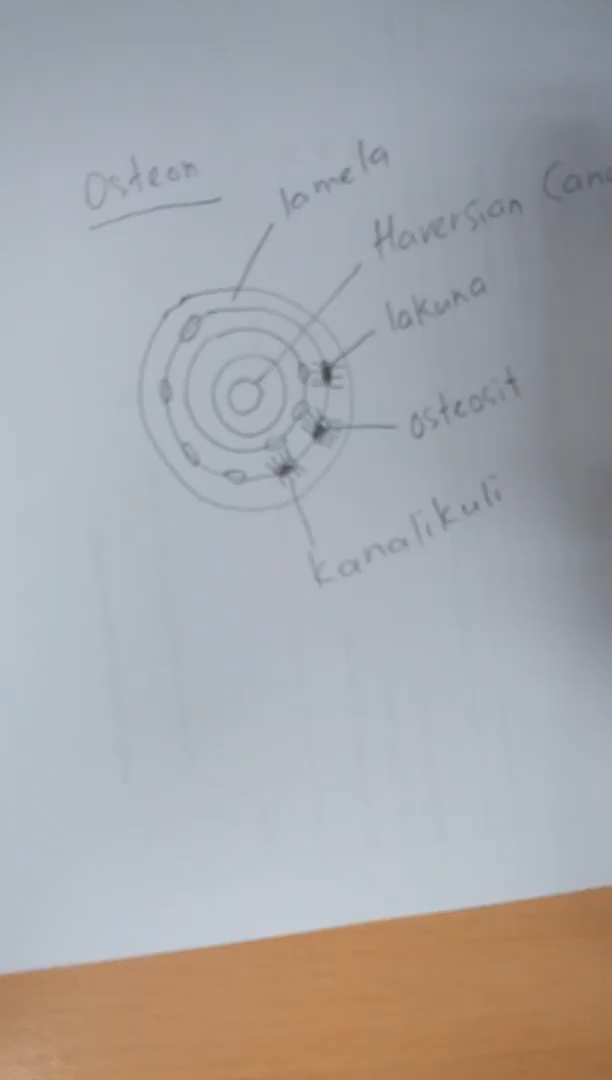 Osteon
lamela
Haversian
lakuna
osteosit
kanalikuli